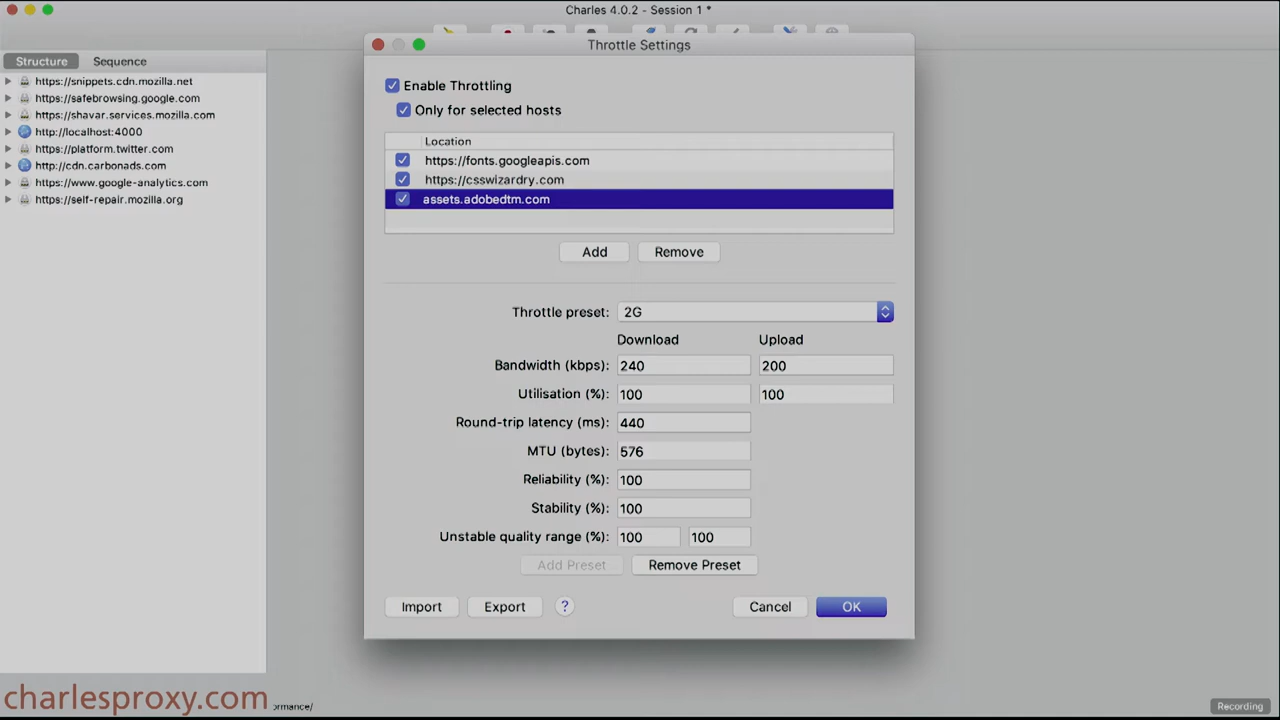 Charles 4.0.2 - Session 1 *
Throttle Settings
Structure Sequence
https://snippets.cdn.mozilla.net
https://safebrowsing.google.com
https://shavar.services.mozilla.com
http://localhost:4000
https://platform.twitter.com
http://cdn.carbonads.com
https://www.google-analytics.com
https://self-repair.mozilla.org
Enable Throttling
Only for selected hosts
Location
https://fonts.googleapis.com
https://csswizardry.com
assets.adobedtm.com
Add Remove
Throttle preset: 2G
Download Upload
Bandwidth (kbps): 240 200
Utilisation (%): 100 100
Round-trip latency (ms): 440
MTU (bytes): 576
Reliability (%): 100
Stability (%): 100
Unstable quality range (%): 100 100
Add Preset Remove Preset
Import Export ? Cancel OK
charlesproxy.com
ormance/
Recording